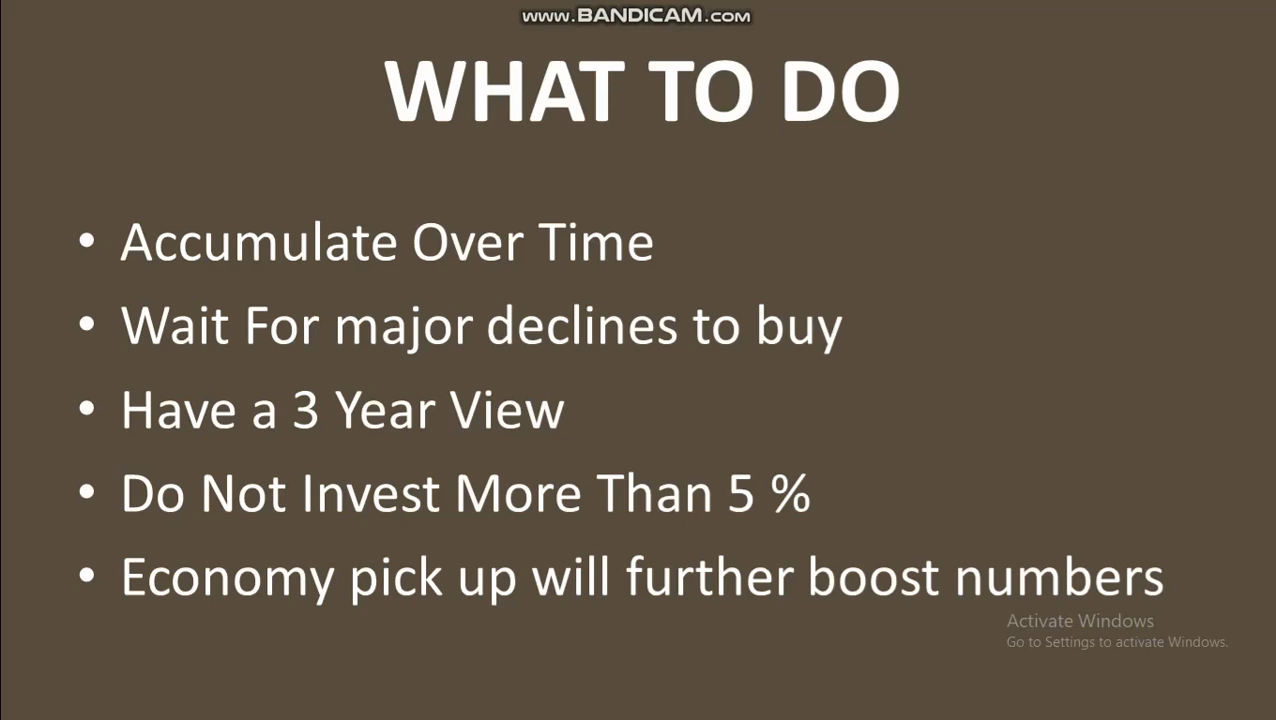 www.BANDICAM.com
WHAT TO DO
• Accumulate Over Time
• Wait For major declines to buy
• Have a 3 Year View
• Do Not Invest More Than 5 %
• Economy pick up will further boost numbers
Activate Windows
Go to Settings to activate Windows.